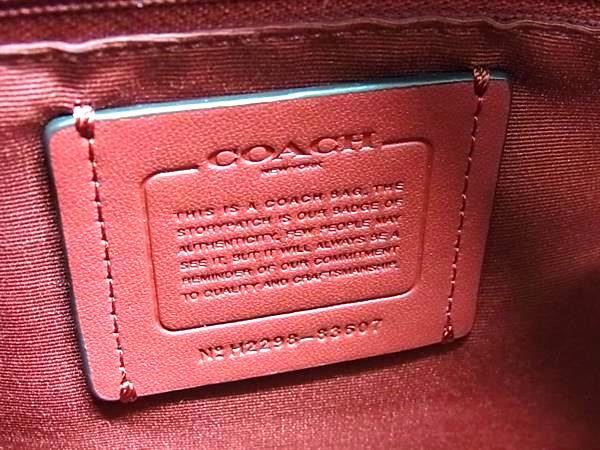 COACH
NEW YORK
THIS IS A COACH BAG. THE
STORYPATCH IS OUR BADGE OF
AUTHENTICITY. FEW PEOPLE MAY
SEE IT, BUT IT WILL ALWAYS BE A
REMINDER OF OUR COMMITMENT
TO QUALITY AND CRAFTSMANSHIP.
Nº H2298-83607